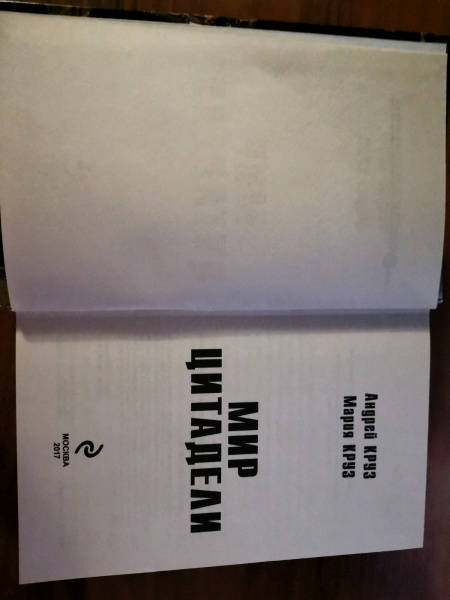 Андрей КРУЗ
Мария КРУЗ
МИР
ЦИТАДЕЛИ
МОСКВА
2017